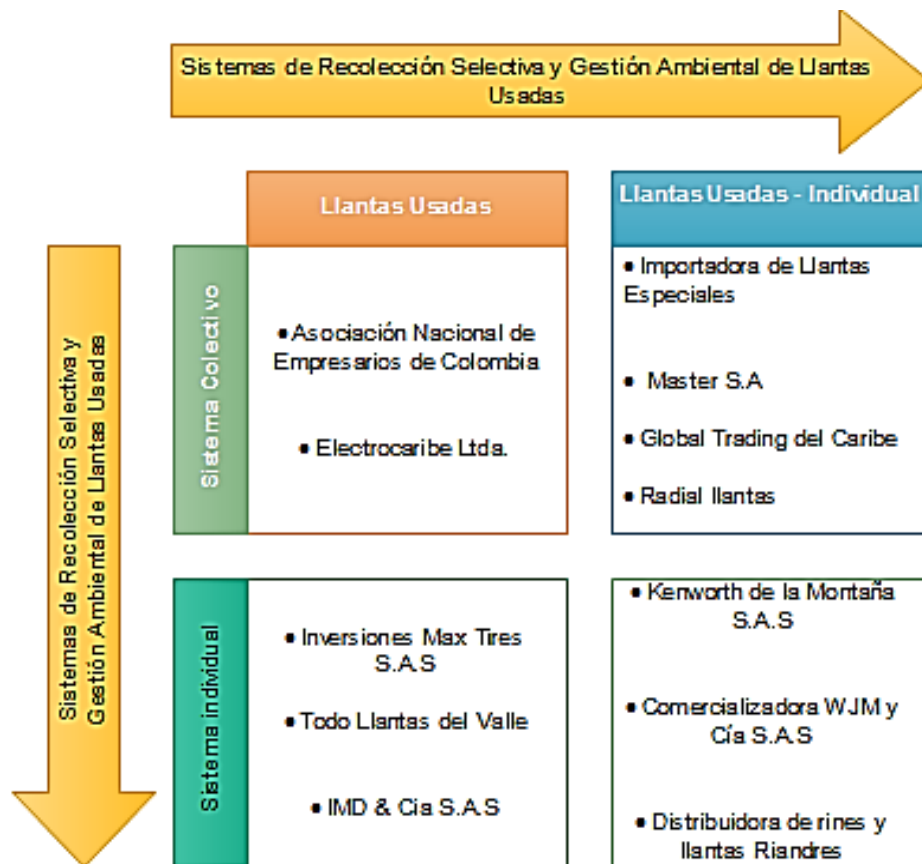 Sistemas de Recolección Selectiva y Gestión Ambiental de Llantas
Usadas
Llantas Usadas
Llantas Usadas - Individual
Sistemas de Recolección Selectiva y
Gestión Ambiental de Llantas Usadas
Sistema Colectivo
• Asociación Nacional de
Empresarios de Colombia
• Electrocaribe Ltda.
• Importadora de Llantas
Especiales
• Master S.A
• Global Trading del Caribe
• Radial llantas
Sistema individual
• Inversiones Max Tires
S.A.S
• Todo Llantas del Valle
• IMD & Cia S.A.S
• Kenworth de la Montaña
S.A.S
• Comercializadora WJM y
Cía S.A.S
• Distribuidora de rines y
llantas Riandres